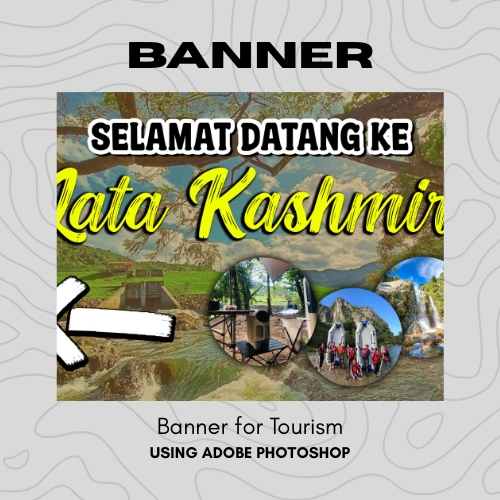 BANNER
SELAMAT DATANG KE
Lata Kashmir
Banner for Tourism
USING ADOBE PHOTOSHOP